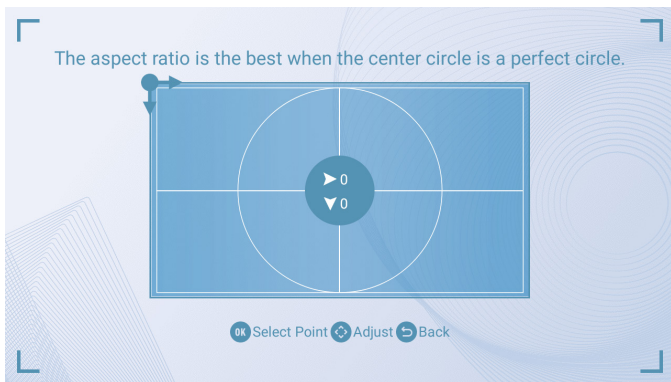 The aspect ratio is the best when the center circle is a perfect circle.
0
0
OK Select Point Adjust Back